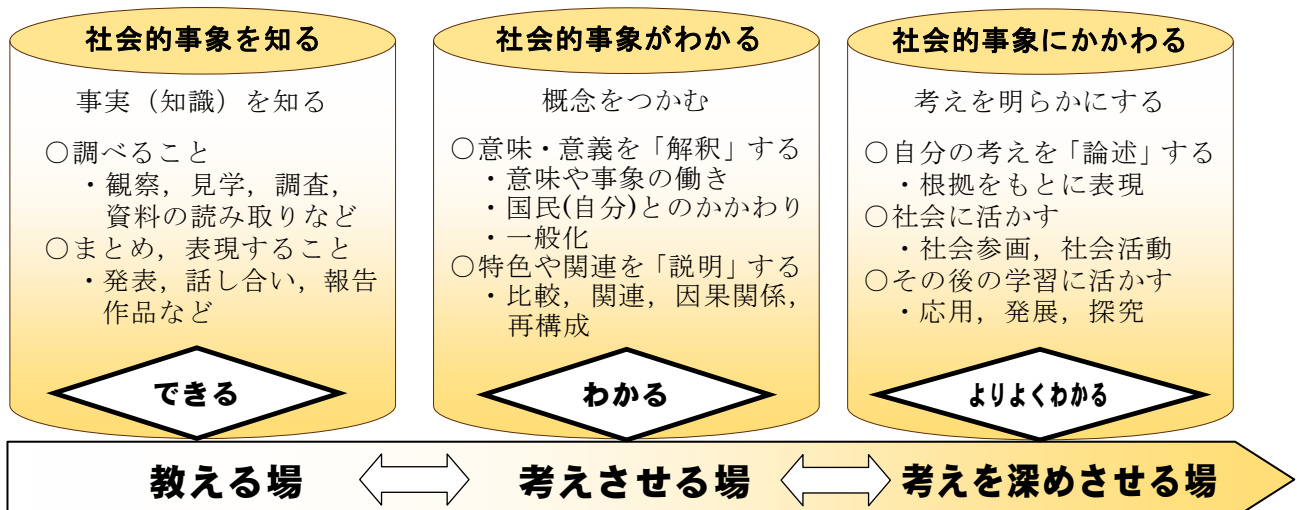 社会的事象を知る
事実（知識）を知る
○調べること
・観察，見学，調査，
資料の読み取りなど
○まとめ，表現すること
・発表，話し合い，報告
作品など
できる
社会的事象がわかる
概念をつかむ
○意味・意義を「解釈」する
・意味や事象の働き
・国民(自分)とのかかわり
・一般化
○特色や関連を「説明」する
・比較，関連，因果関係，
再構成
わかる
社会的事象にかかわる
考えを明らかにする
○自分の考えを「論述」する
・根拠をもとに表現
○社会に活かす
・社会参画，社会活動
○その後の学習に活かす
・応用，発展，探究
よりよくわかる
教える場
考えさせる場
考えを深めさせる場